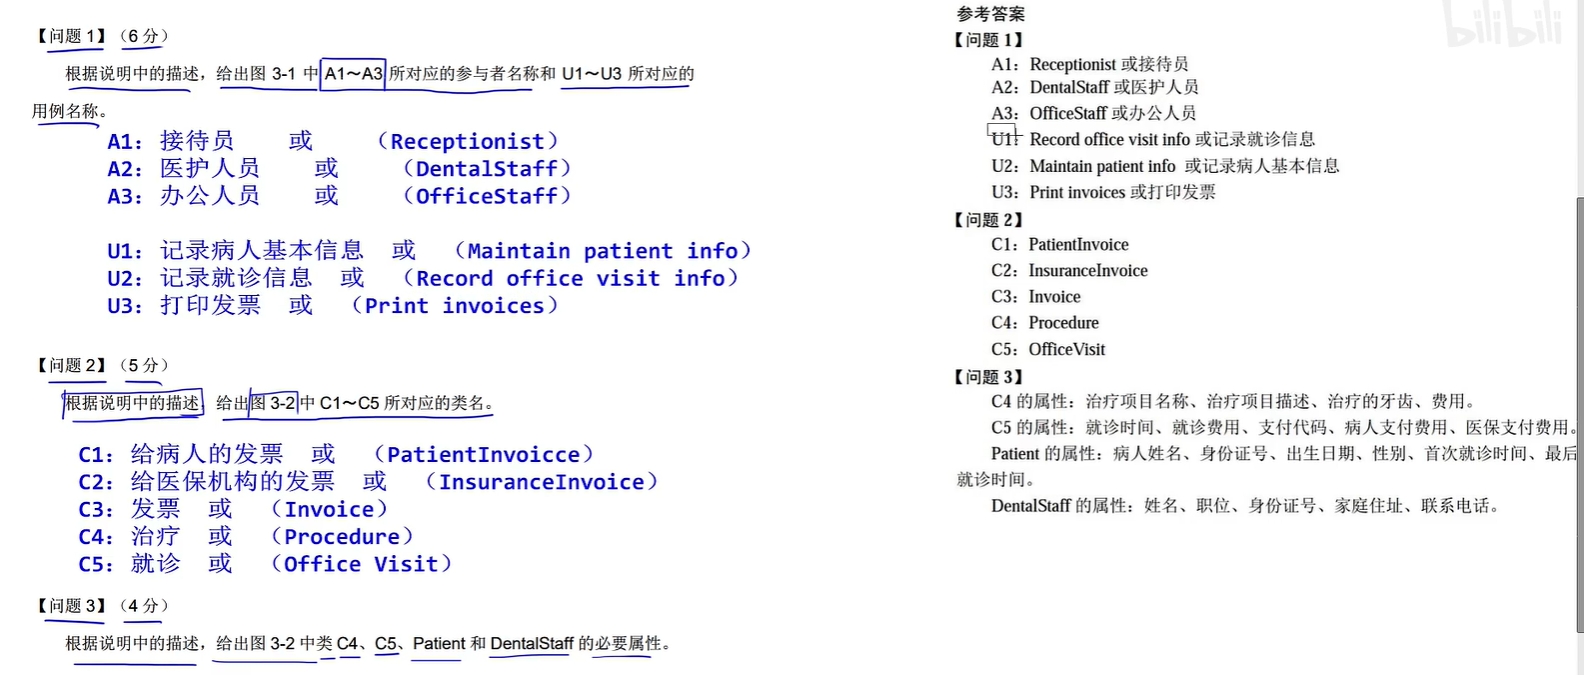 【问题 1】（6 分）
根据说明中的描述，给出图 3-1 中 A1～A3 所对应的参与者名称和 U1～U3 所对应的
用例名称。
A1：接待员 或 （Receptionist）
A2：医护人员 或 （DentalStaff）
A3：办公人员 或 （OfficeStaff）
U1：记录病人基本信息 或 （Maintain patient info）
U2：记录就诊信息 或 （Record office visit info）
U3：打印发票 或 （Print invoices）
【问题 2】（5 分）
根据说明中的描述，给出图 3-2 中 C1～C5 所对应的类名。
C1：给病人的发票 或 （PatientInvoicce）
C2：给医保机构的发票 或 （InsuranceInvoice）
C3：发票 或 （Invoice）
C4：治疗 或 （Procedure）
C5：就诊 或 （Office Visit）
【问题 3】（4 分）
根据说明中的描述，给出图 3-2 中类 C4、C5、Patient 和 DentalStaff 的必要属性。
参考答案
【问题 1】
A1：Receptionist 或接待员
A2：DentalStaff 或医护人员
A3：OfficeStaff 或办公人员
U1：Record office visit info 或记录就诊信息
U2：Maintain patient info 或记录病人基本信息
U3：Print invoices 或打印发票
【问题 2】
C1：PatientInvoice
C2：InsuranceInvoice
C3：Invoice
C4：Procedure
C5：OfficeVisit
【问题 3】
C4 的属性：治疗项目名称、治疗项目描述、治疗的牙齿、费用。
C5 的属性：就诊时间、就诊费用、支付代码、病人支付费用、医保支付费用。
Patient 的属性：病人姓名、身份证号、出生日期、性别、首次就诊时间、最后
就诊时间。
DentalStaff 的属性：姓名、职位、身份证号、家庭住址、联系电话。
bilibili